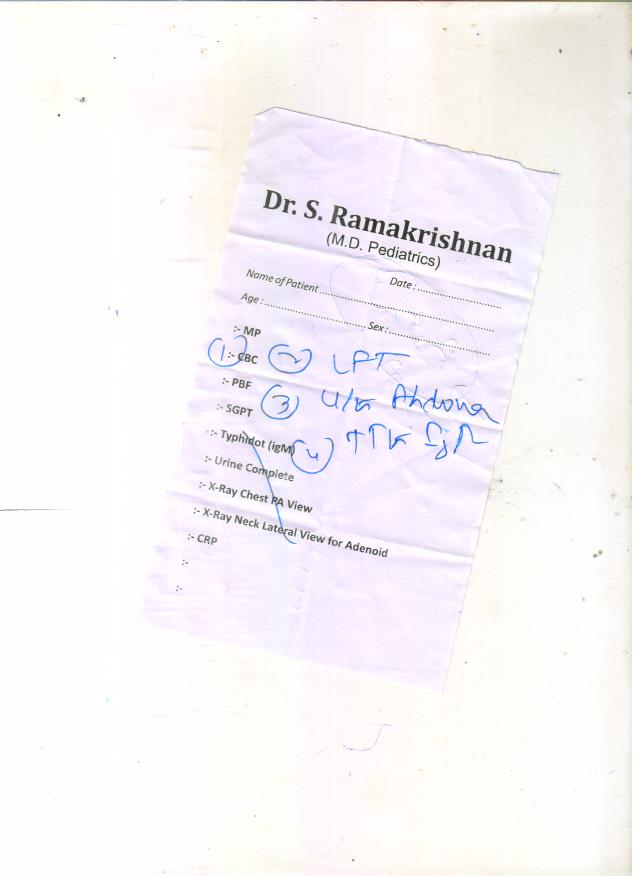 Dr. S. Ramakrishnan
(M.D. Pediatrics)
Date :
Name of Patient
Age : Sex :
:- MP
1 :- CBC 2 LFT
:- PBF
3 U/s Abdomen
:- SGPT
:- Typhidot (igM) 4
:- Urine Complete
:- X-Ray Chest PA View
:- X-Ray Neck Lateral View for Adenoid
:- CRP
:-
:-